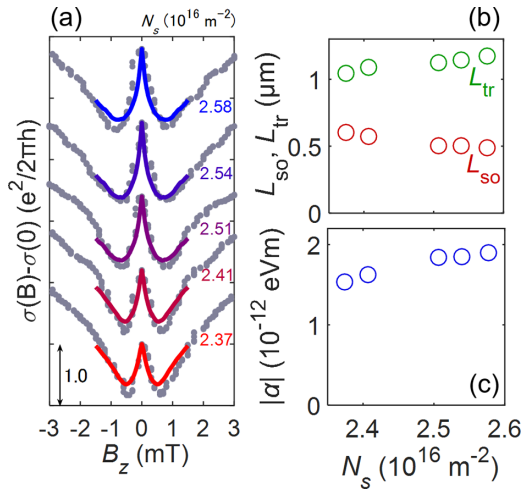 (a)
N_s (10^16 m^-2)
2.58
2.54
2.51
2.41
2.37
1.0
σ(B)-σ(0) (e^2/2πh)
-3 -2 -1 0 1 2 3
B_z (mT)
(b)
L_so, L_tr (μm)
1
0.5
0
L_tr
L_so
(c)
|α| (10^-12 eVm)
2
1
0
2.4 2.5 2.6
N_s (10^16 m^-2)